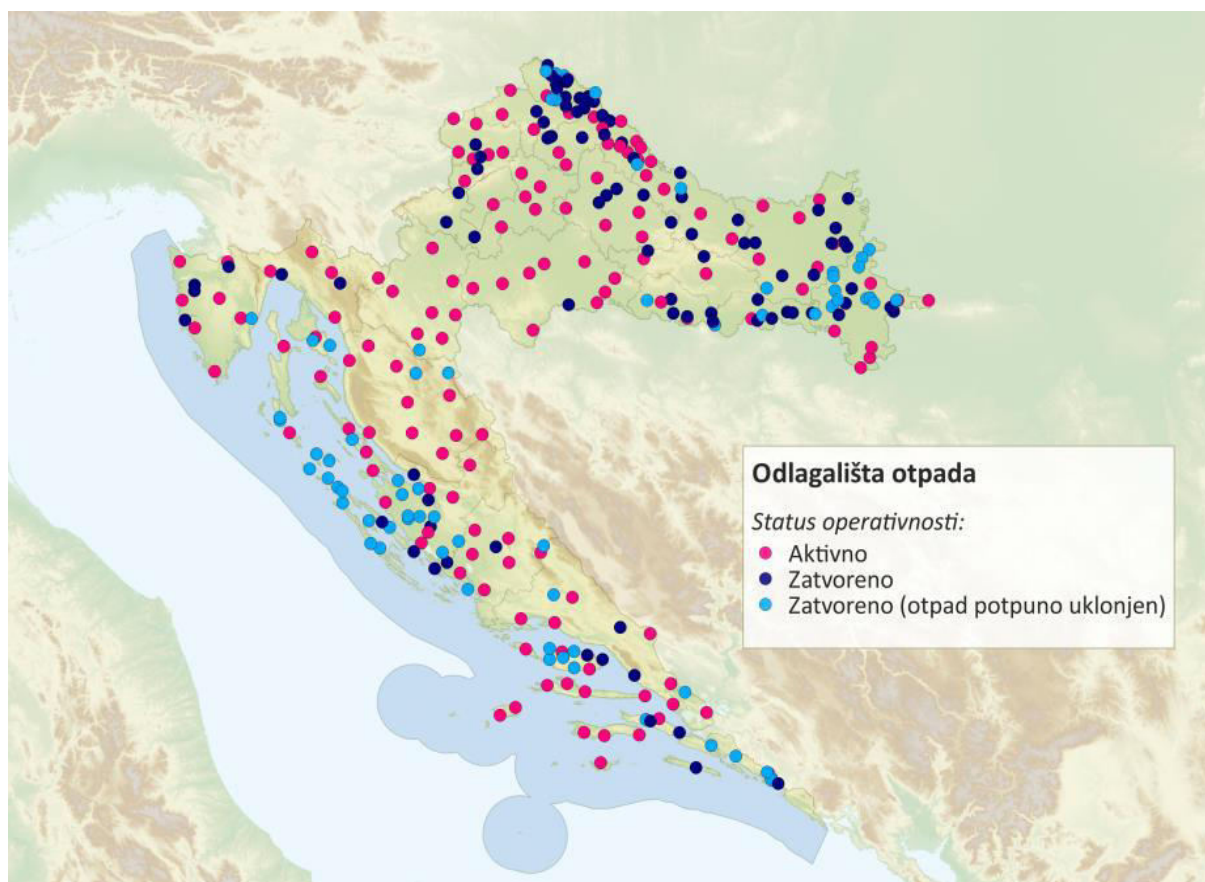 Odlagališta otpada
Status operativnosti:
Aktivno
Zatvoreno
Zatvoreno (otpad potpuno uklonjen)